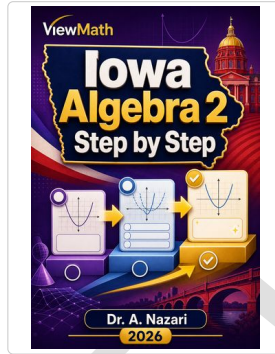 ViewMath
Iowa
Algebra 2
Step by Step
Dr. A. Nazari
2026